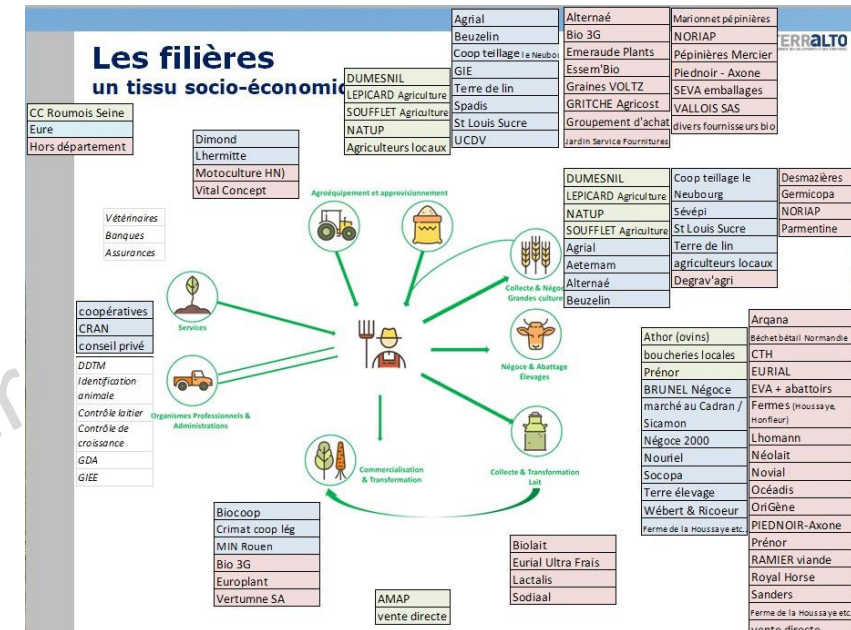 Les filières
un tissu socio-économi
ERRALTO
CC Roumois Seine
Eure
Hors département
Dimond
Lhermitte
Motoculture HN)
Vital Concept
DUMESNIL
LEPICARD Agriculture
SOUFFLET Agriculture
NATUP
Agriculteurs locaux
Agrial
Beuzelin
Coop teillage le Neubo
GIE
Terre de lin
Spadis
St Louis Sucre
UCDV
Alternaé
Bio 3G
Emeraude Plants
Essem'Bio
Graines VOLTZ
GRITCHE Agricost
Groupement d'achat
Jardin Service Fournitures
Marionnet pépinières
NORIAP
Pépinières Mercier
Piednoir - Axone
SEVA emballages
VALLOIS SAS
divers fournisseurs bio
Agroéquipement et approvisionnement
Vétérinaires
Banques
Assurances
Services
coopératives
CRAN
conseil privé
DDTM
Identification
animale
Contrôle laitier
Contrôle de
croissance
GDA
GIEE
Organismes Professionnels &
Administrations
Collecte & Négo
Grandes culture
DUMESNIL
LEPICARD Agriculture
NATUP
SOUFFLET Agriculture
Agrial
Aeternam
Alternaé
Beuzelin
Coop teillage le
Neubourg
Sévépi
St Louis Sucre
Terre de lin
agriculteurs locaux
Degrav'agri
Desmazières
Germicopa
NORIAP
Parmentine
Négoce & Abattage
Élevages
Athor (ovins)
boucheries locales
Prénor
BRUNEL Négoce
marché au Cadran /
Sicamon
Négoce 2000
Nouriel
Socopa
Terre élevage
Wébert & Ricoeur
Ferme de la Houssaye etc.
Arqana
Béchet bétail Normandie
CTH
EURIAL
EVA + abattoirs
Fermes (Houssaye,
Honfleur)
Lhomann
Néolait
Novial
Océadis
OriGène
PIEDNOIR-Axone
Prénor
RAMIER viande
Royal Horse
Sanders
Ferme de la Houssaye etc.
vente directe
Commercialisation
& Transformation
Collecte & Transformation
Lait
Biocoop
Crimat coop lég
MIN Rouen
Bio 3G
Europlant
Vertumne SA
AMAP
vente directe
Biolait
Eurial Ultra Frais
Lactalis
Sodiaal